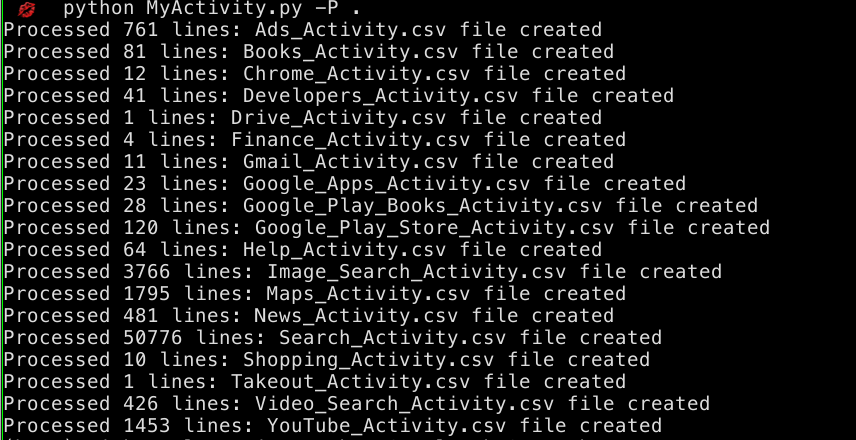 python MyActivity.py -P .
Processed 761 lines: Ads_Activity.csv file created
Processed 81 lines: Books_Activity.csv file created
Processed 12 lines: Chrome_Activity.csv file created
Processed 41 lines: Developers_Activity.csv file created
Processed 1 lines: Drive_Activity.csv file created
Processed 4 lines: Finance_Activity.csv file created
Processed 11 lines: Gmail_Activity.csv file created
Processed 23 lines: Google_Apps_Activity.csv file created
Processed 28 lines: Google_Play_Books_Activity.csv file created
Processed 120 lines: Google_Play_Store_Activity.csv file created
Processed 64 lines: Help_Activity.csv file created
Processed 3766 lines: Image_Search_Activity.csv file created
Processed 1795 lines: Maps_Activity.csv file created
Processed 481 lines: News_Activity.csv file created
Processed 50776 lines: Search_Activity.csv file created
Processed 10 lines: Shopping_Activity.csv file created
Processed 1 lines: Takeout_Activity.csv file created
Processed 426 lines: Video_Search_Activity.csv file created
Processed 1453 lines: YouTube_Activity.csv file created